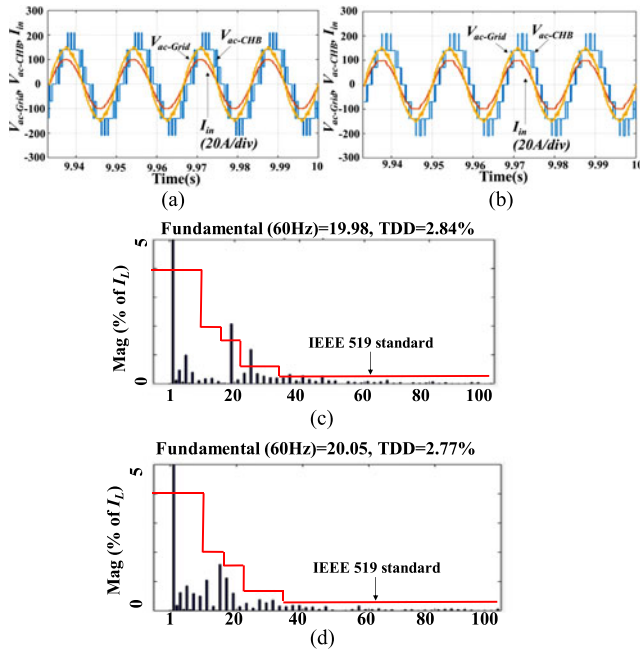 V_ac-Grid, V_ac-CHB, I_in
300
200
100
0
-100
-200
-300
V_ac-Grid
V_ac-CHB
I_in
(20A/div)
9.94
9.95
9.96
9.97
9.98
9.99
10
Time(s)
(a)
V_ac-Grid, V_ac-CHB, I_in
300
200
100
0
-100
-200
-300
V_ac-Grid
V_ac-CHB
I_in
(20A/div)
9.94
9.95
9.96
9.97
9.98
9.99
10
Time(s)
(b)
Fundamental (60Hz)=19.98, TDD=2.84%
Mag (% of I_L)
5
0
IEEE 519 standard
1 20 40 60 80 100
(c)
Fundamental (60Hz)=20.05, TDD=2.77%
Mag (% of I_L)
5
0
IEEE 519 standard
1 20 40 60 80 100
(d)